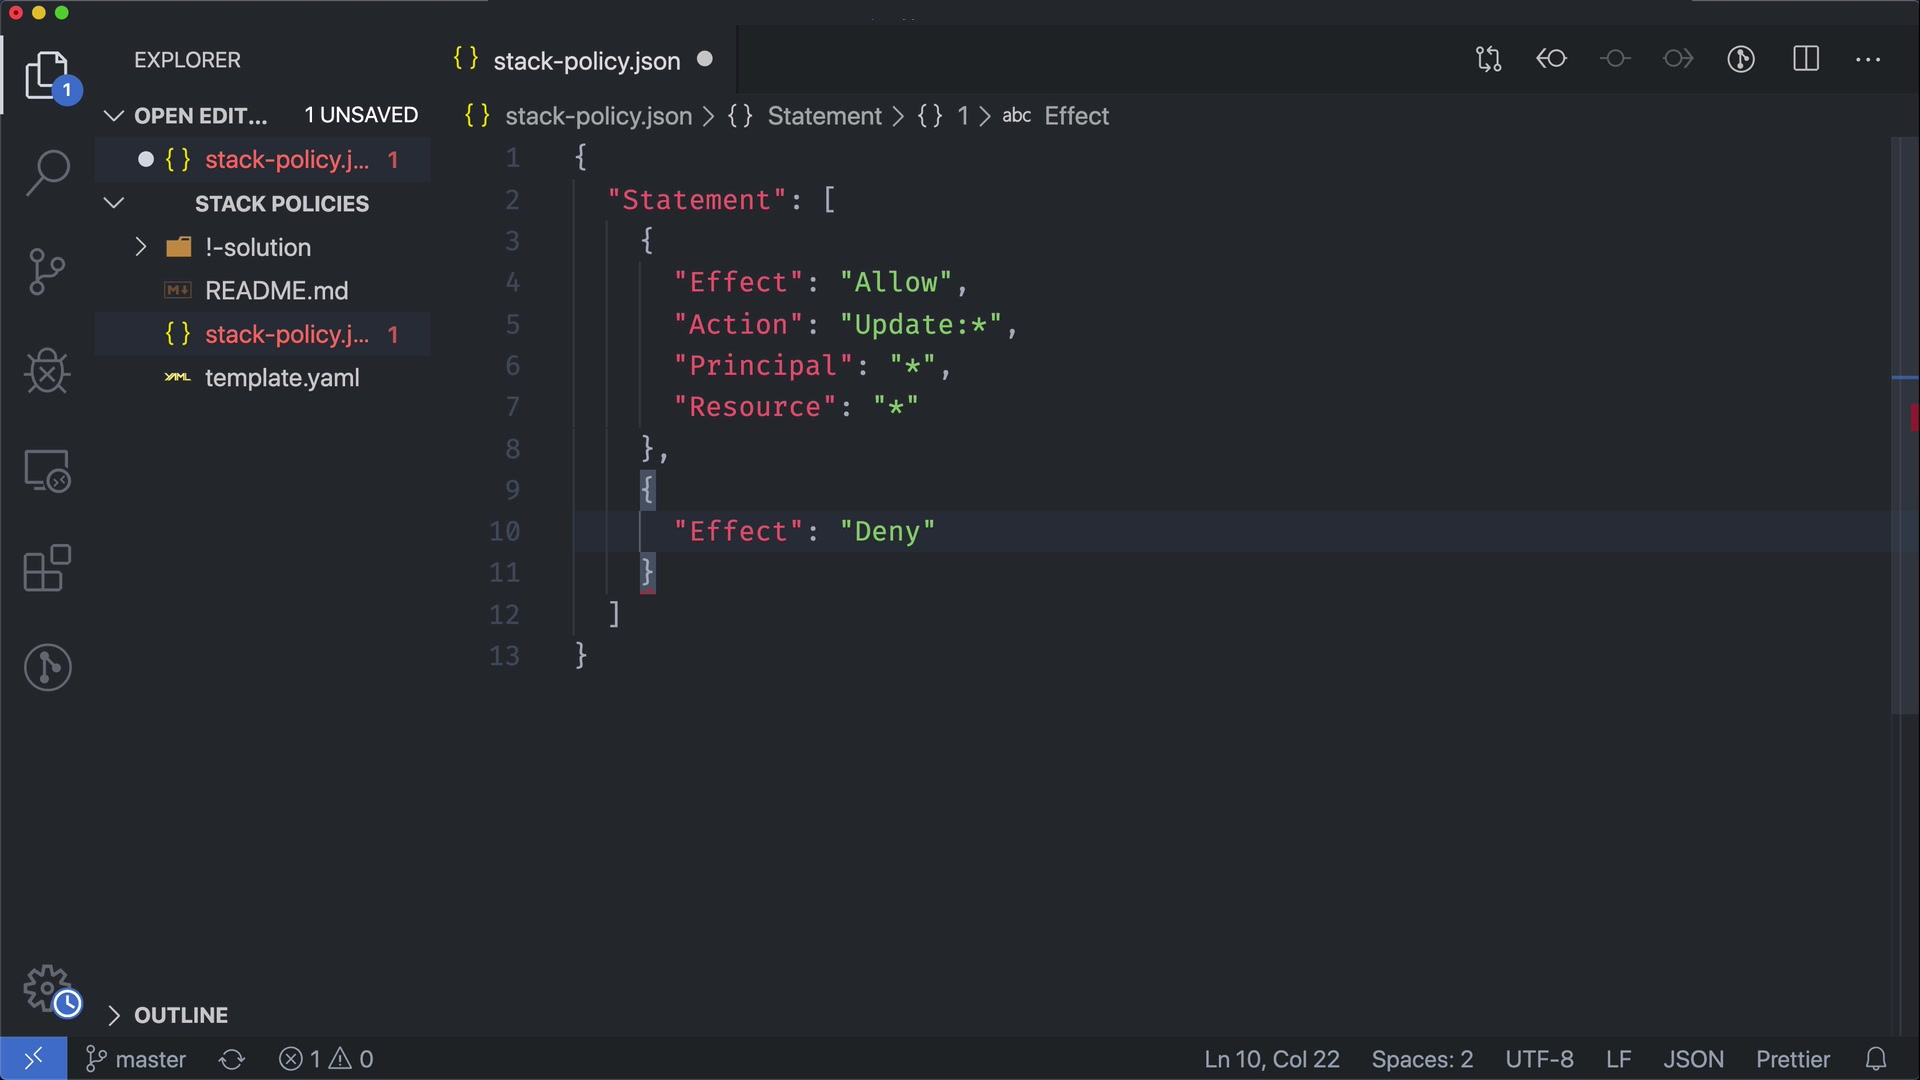 EXPLORER
OPEN EDIT... 1 UNSAVED
stack-policy.j... 1
STACK POLICIES
!-solution
README.md
stack-policy.j... 1
YAML template.yaml
OUTLINE
1
{} stack-policy.json
{} stack-policy.json > {} Statement > {} 1 > abc Effect
1 {
2 "Statement": [
3 {
4 "Effect": "Allow",
5 "Action": "Update:*",
6 "Principal": "*",
7 "Resource": "*"
8 },
9 {
10 "Effect": "Deny"
11 }
12 ]
13 }
master 1 0 Ln 10, Col 22 Spaces: 2 UTF-8 LF JSON Prettier